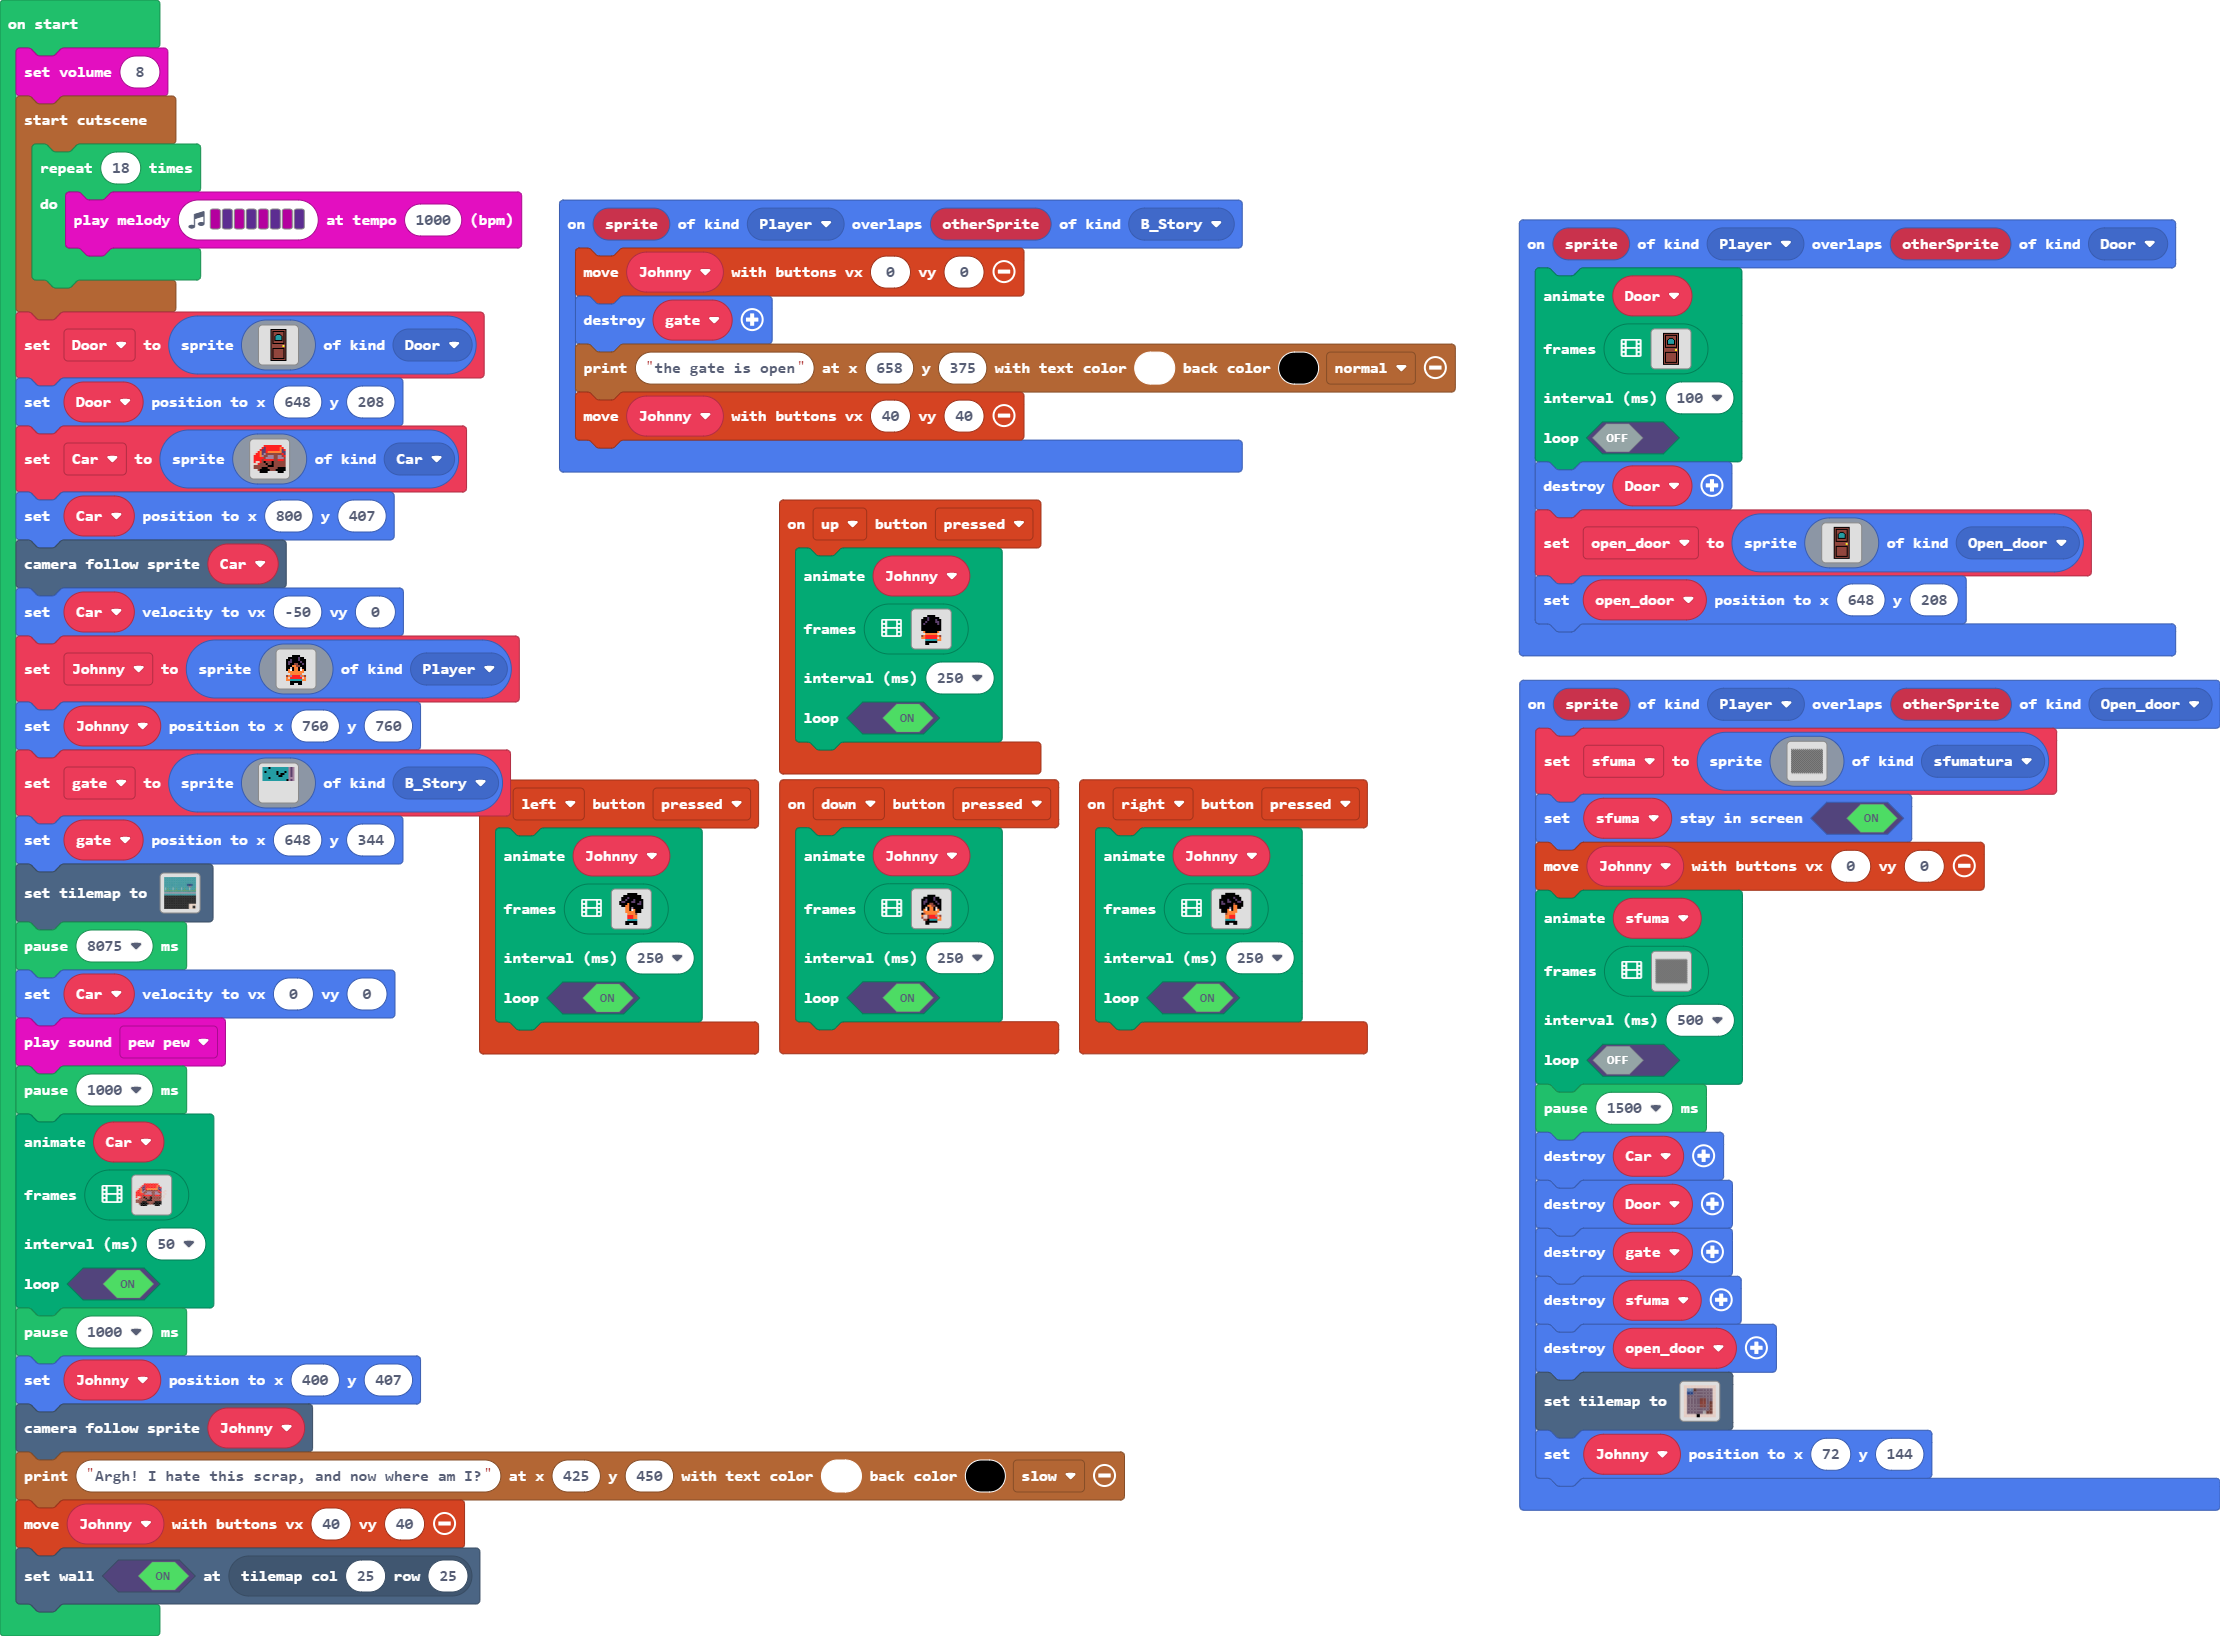 on start
set volume 8
start cutscene
repeat 18 times
do
play melody at tempo 1000 (bpm)
set Door to sprite of kind Door
set Door position to x 648 y 208
set Car to sprite of kind Car
set Car position to x 800 y 407
camera follow sprite Car
set Car velocity to vx -50 vy 0
set Johnny to sprite of kind Player
set Johnny position to x 760 y 760
set gate to sprite of kind B_Story
set gate position to x 648 y 344
set tilemap to
pause 8075 ms
set Car velocity to vx 0 vy 0
play sound pew pew
pause 1000 ms
animate Car
frames
interval (ms) 50
loop ON
pause 1000 ms
set Johnny position to x 400 y 407
camera follow sprite Johnny
print "Argh! I hate this scrap, and now where am I?" at x 425 y 450 with text color back color slow
move Johnny with buttons vx 40 vy 40
set wall ON at tilemap col 25 row 25
on sprite of kind Player overlaps otherSprite of kind B_Story
move Johnny with buttons vx 0 vy 0
destroy gate
print "the gate is open" at x 658 y 375 with text color back color normal
move Johnny with buttons vx 40 vy 40
on up button pressed
animate Johnny
frames
interval (ms) 250
loop ON
left button pressed
animate Johnny
frames
interval (ms) 250
loop ON
on down button pressed
animate Johnny
frames
interval (ms) 250
loop ON
on right button pressed
animate Johnny
frames
interval (ms) 250
loop ON
on sprite of kind Player overlaps otherSprite of kind Door
animate Door
frames
interval (ms) 100
loop OFF
destroy Door
set open_door to sprite of kind Open_door
set open_door position to x 648 y 208
on sprite of kind Player overlaps otherSprite of kind Open_door
set sfuma to sprite of kind sfumatura
set sfuma stay in screen ON
move Johnny with buttons vx 0 vy 0
animate sfuma
frames
interval (ms) 500
loop OFF
pause 1500 ms
destroy Car
destroy Door
destroy gate
destroy sfuma
destroy open_door
set tilemap to
set Johnny position to x 72 y 144